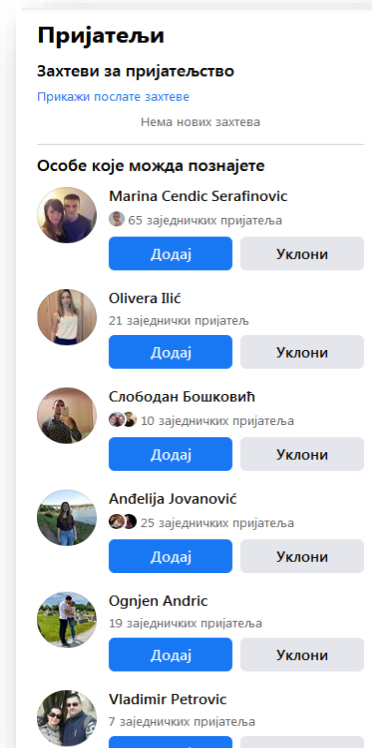 Пријатељи
Захтеви за пријатељство
Прикажи послате захтеве
Нема нових захтева
Особе које можда познајете
Marina Cendic Serafinovic
65 заједничких пријатеља
Додај Уклони
Olivera Ilić
21 заједнички пријатељ
Додај Уклони
Слободан Бошковић
10 заједничких пријатеља
Додај Уклони
Anđelija Jovanović
25 заједничких пријатеља
Додај Уклони
Ognjen Andric
19 заједничких пријатеља
Додај Уклони
Vladimir Petrovic
7 заједничких пријатеља